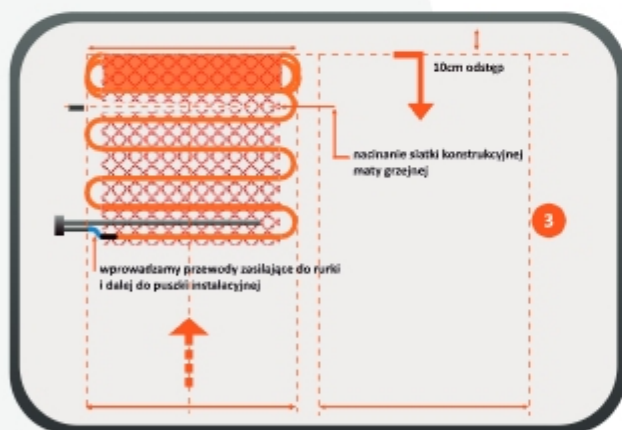 10cm odstęp
nacinanie siatki konstrukcyjnej
maty grzejnej
3
wprowadzamy przewody zasilające do rurki
i dalej do puszki instalacyjnej